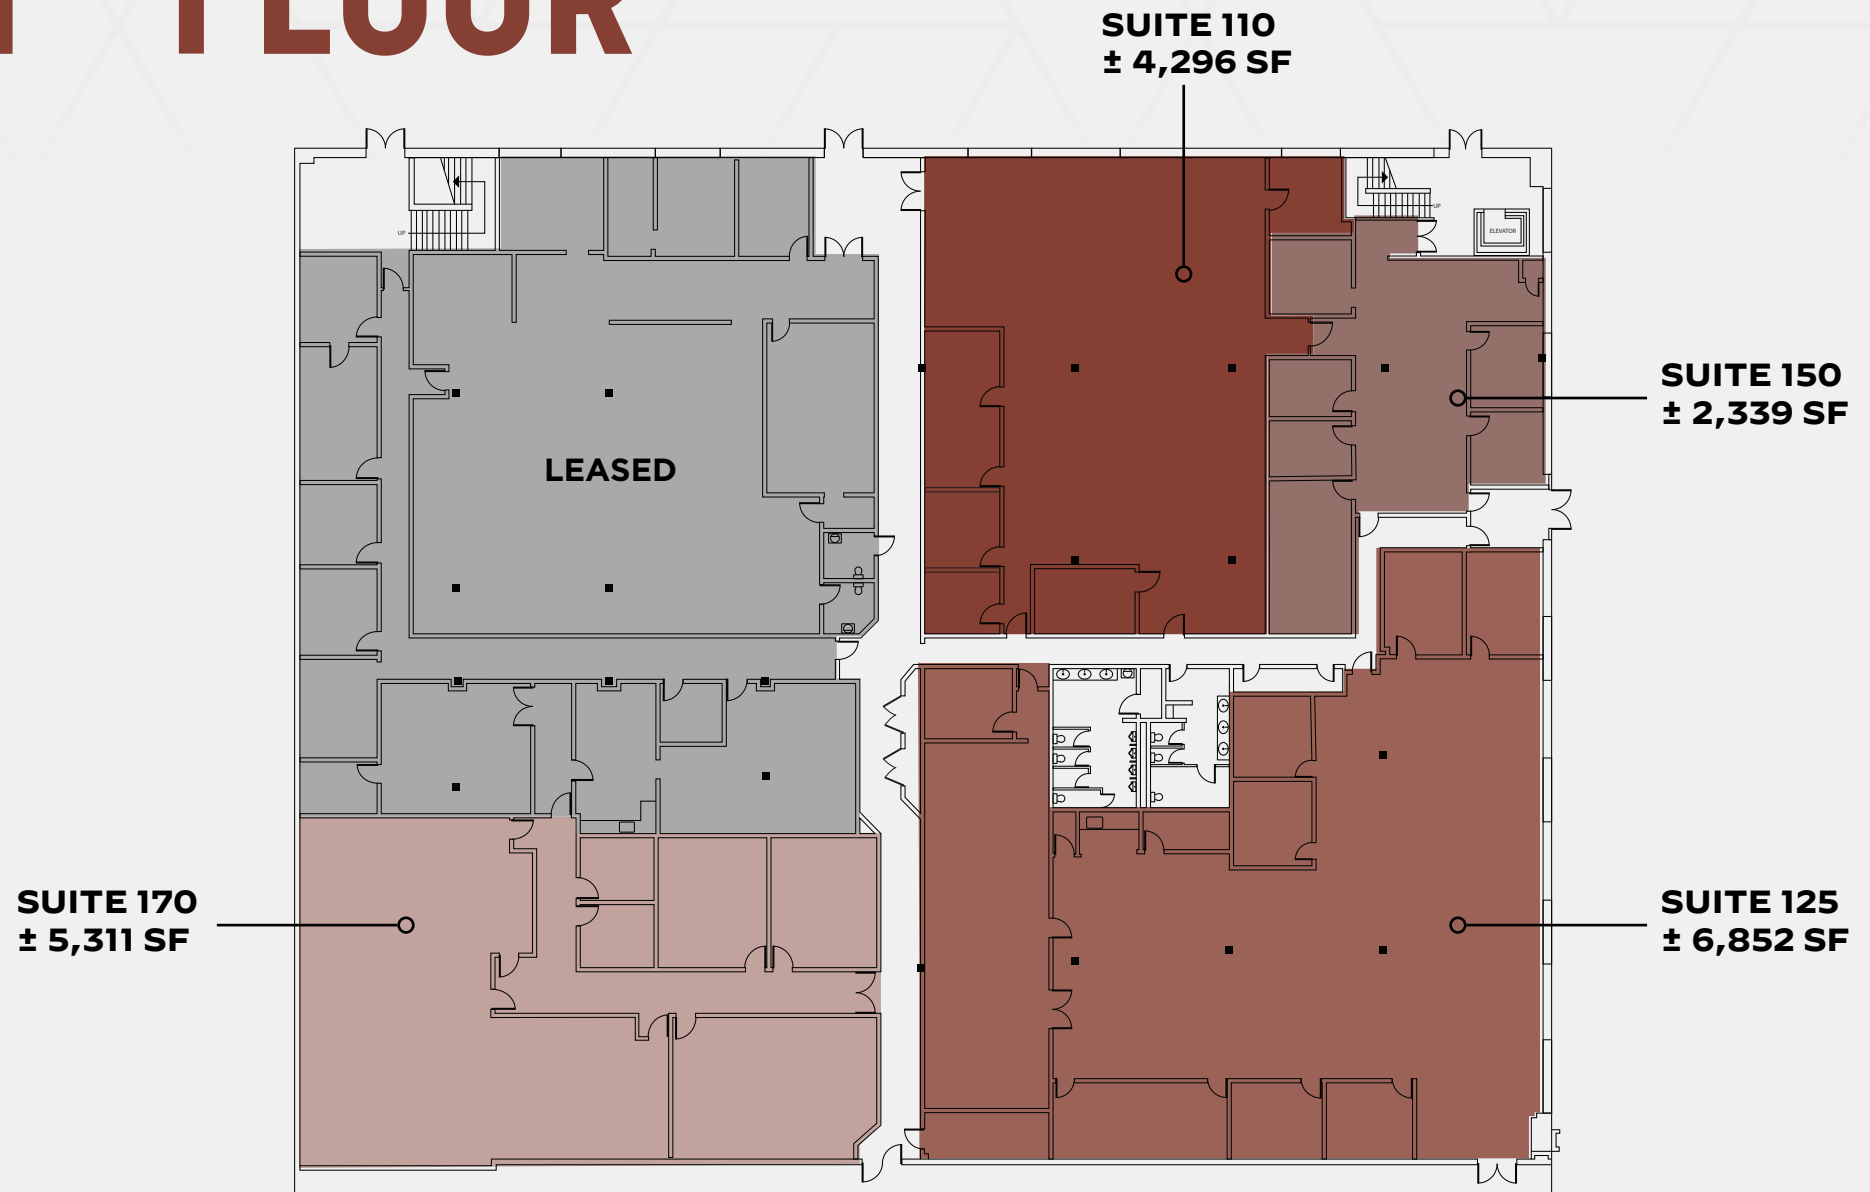 FLOOR
SUITE 110
± 4,296 SF
UP
UP
ELEVATOR
SUITE 150
± 2,339 SF
LEASED
SUITE 170
± 5,311 SF
SUITE 125
± 6,852 SF